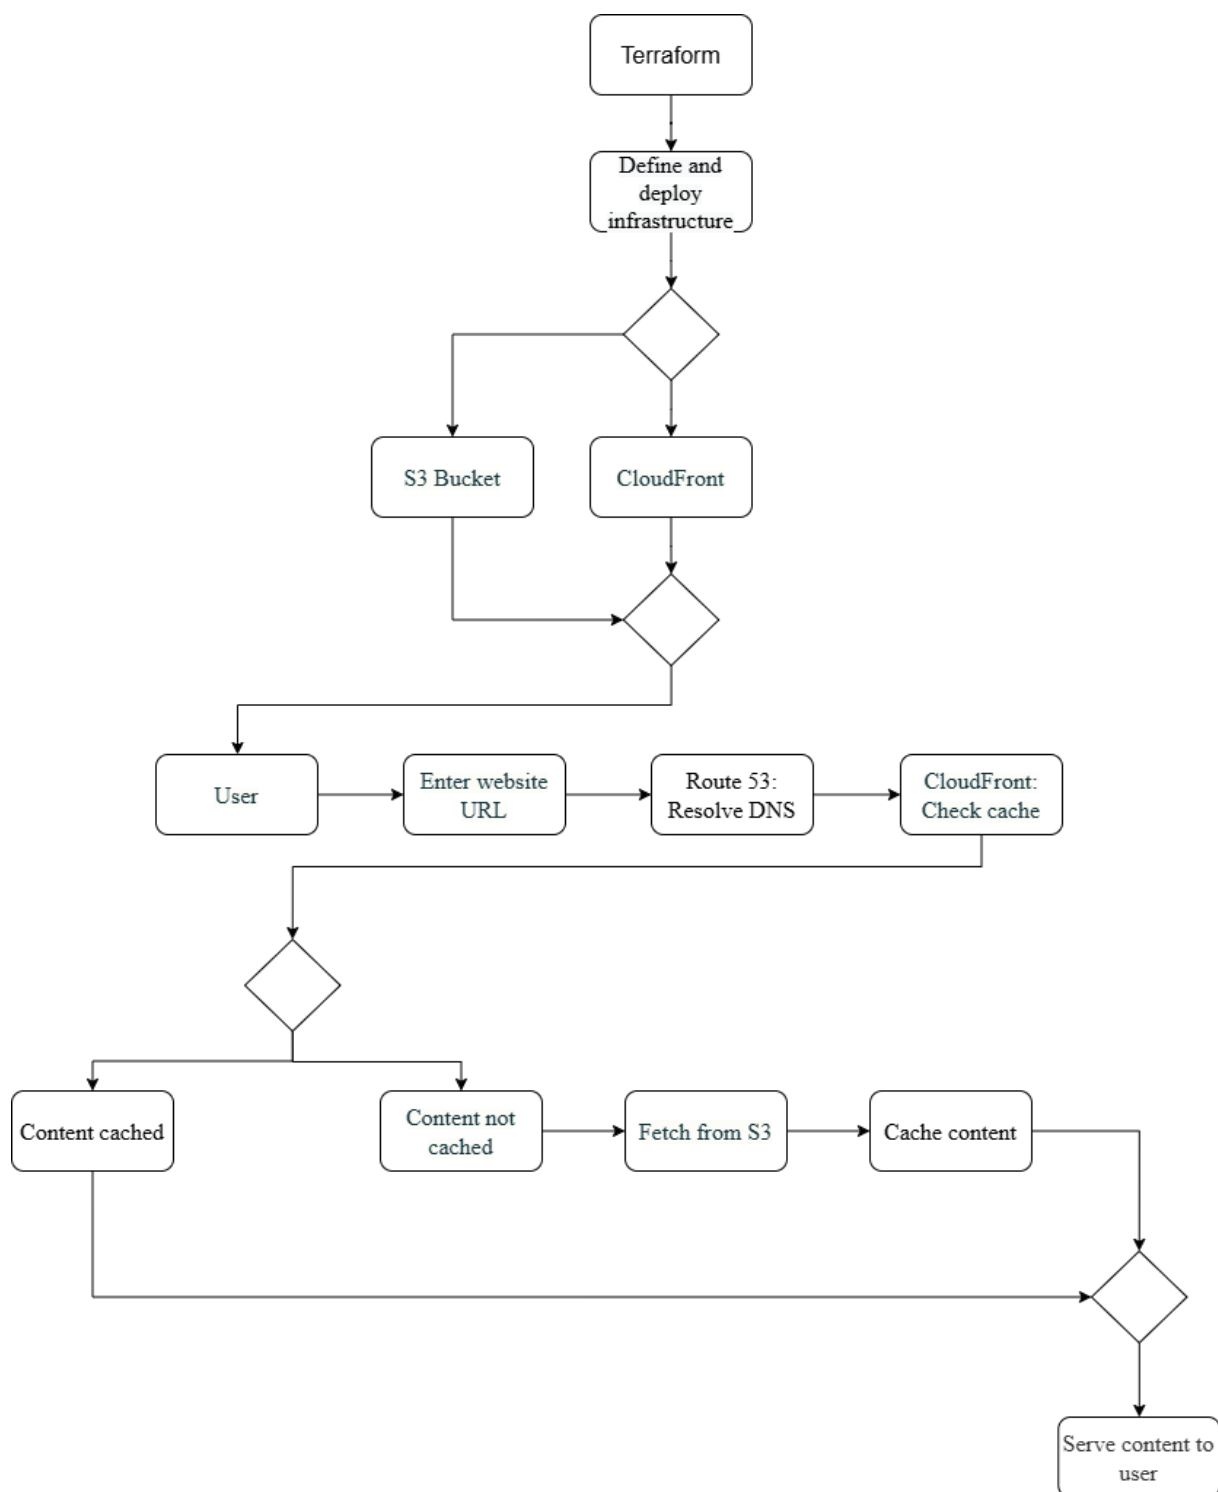 Terraform
Define and
deploy
infrastructure
S3 Bucket
CloudFront
User
Enter website
URL
Route 53:
Resolve DNS
CloudFront:
Check cache
Content cached
Content not
cached
Fetch from S3
Cache content
Serve content to
user